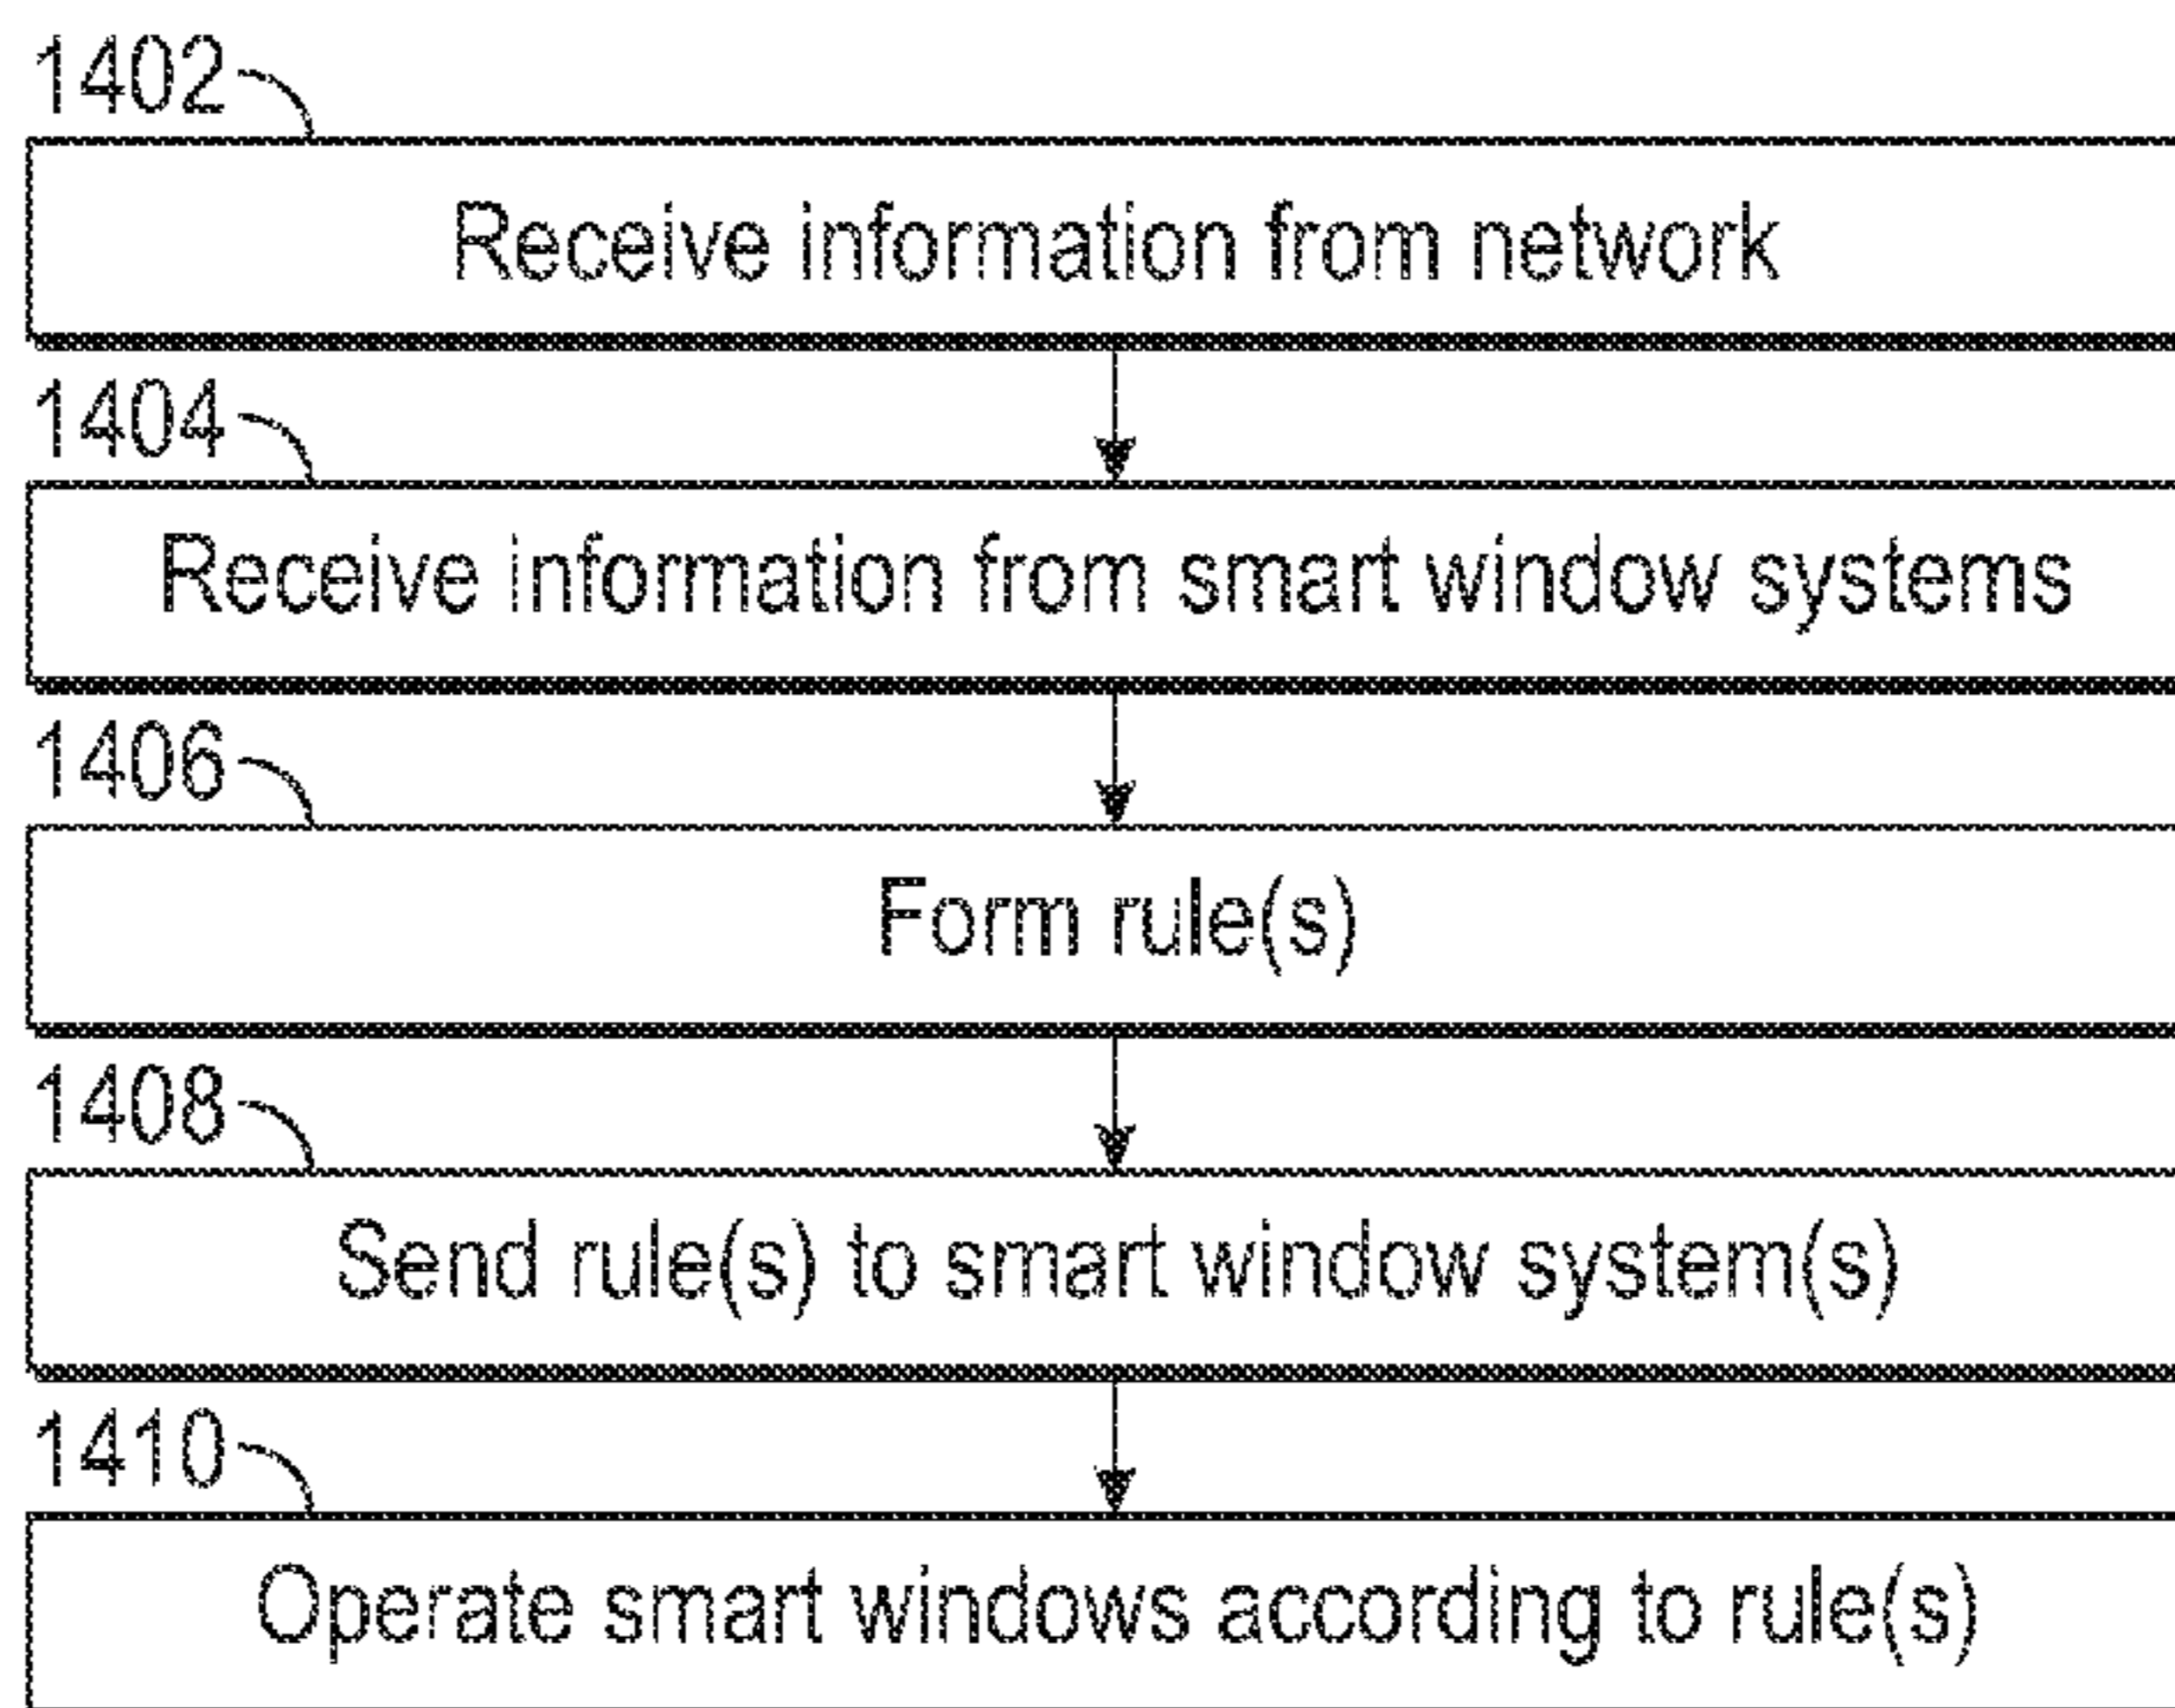 1402
Receive information from network
1404
Receive information from smart window systems
1406
Form rule(s)
1408
Send rule(s) to smart window system(s)
1410
Operate smart windows according to rule(s)